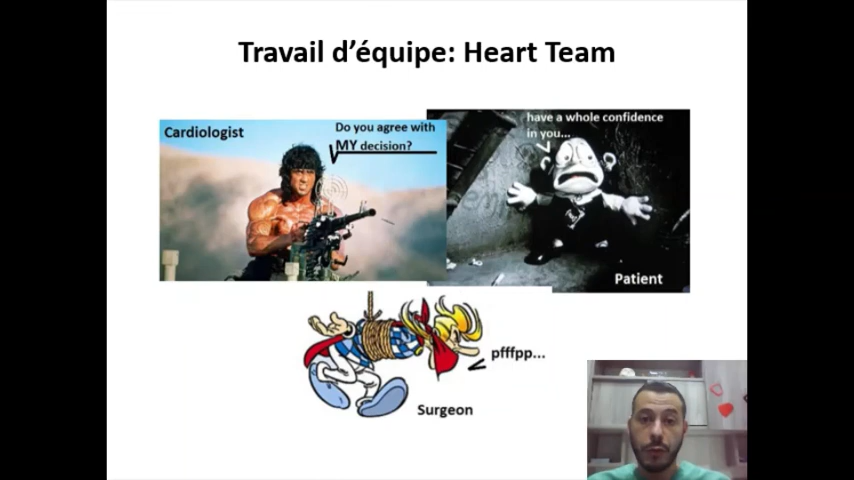 Travail d'équipe: Heart Team
Cardiologist
Do you agree with
MY decision?
have a whole confidence
in you...
Patient
pfffpp...
Surgeon